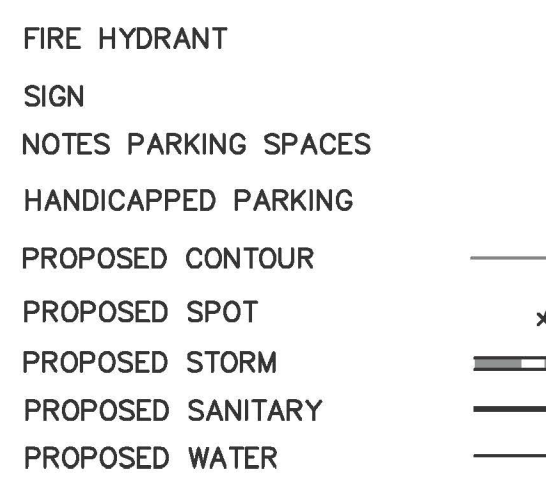 FIRE HYDRANT
SIGN
NOTES PARKING SPACES
HANDICAPPED PARKING
PROPOSED CONTOUR
PROPOSED SPOT
PROPOSED STORM
PROPOSED SANITARY
PROPOSED WATER